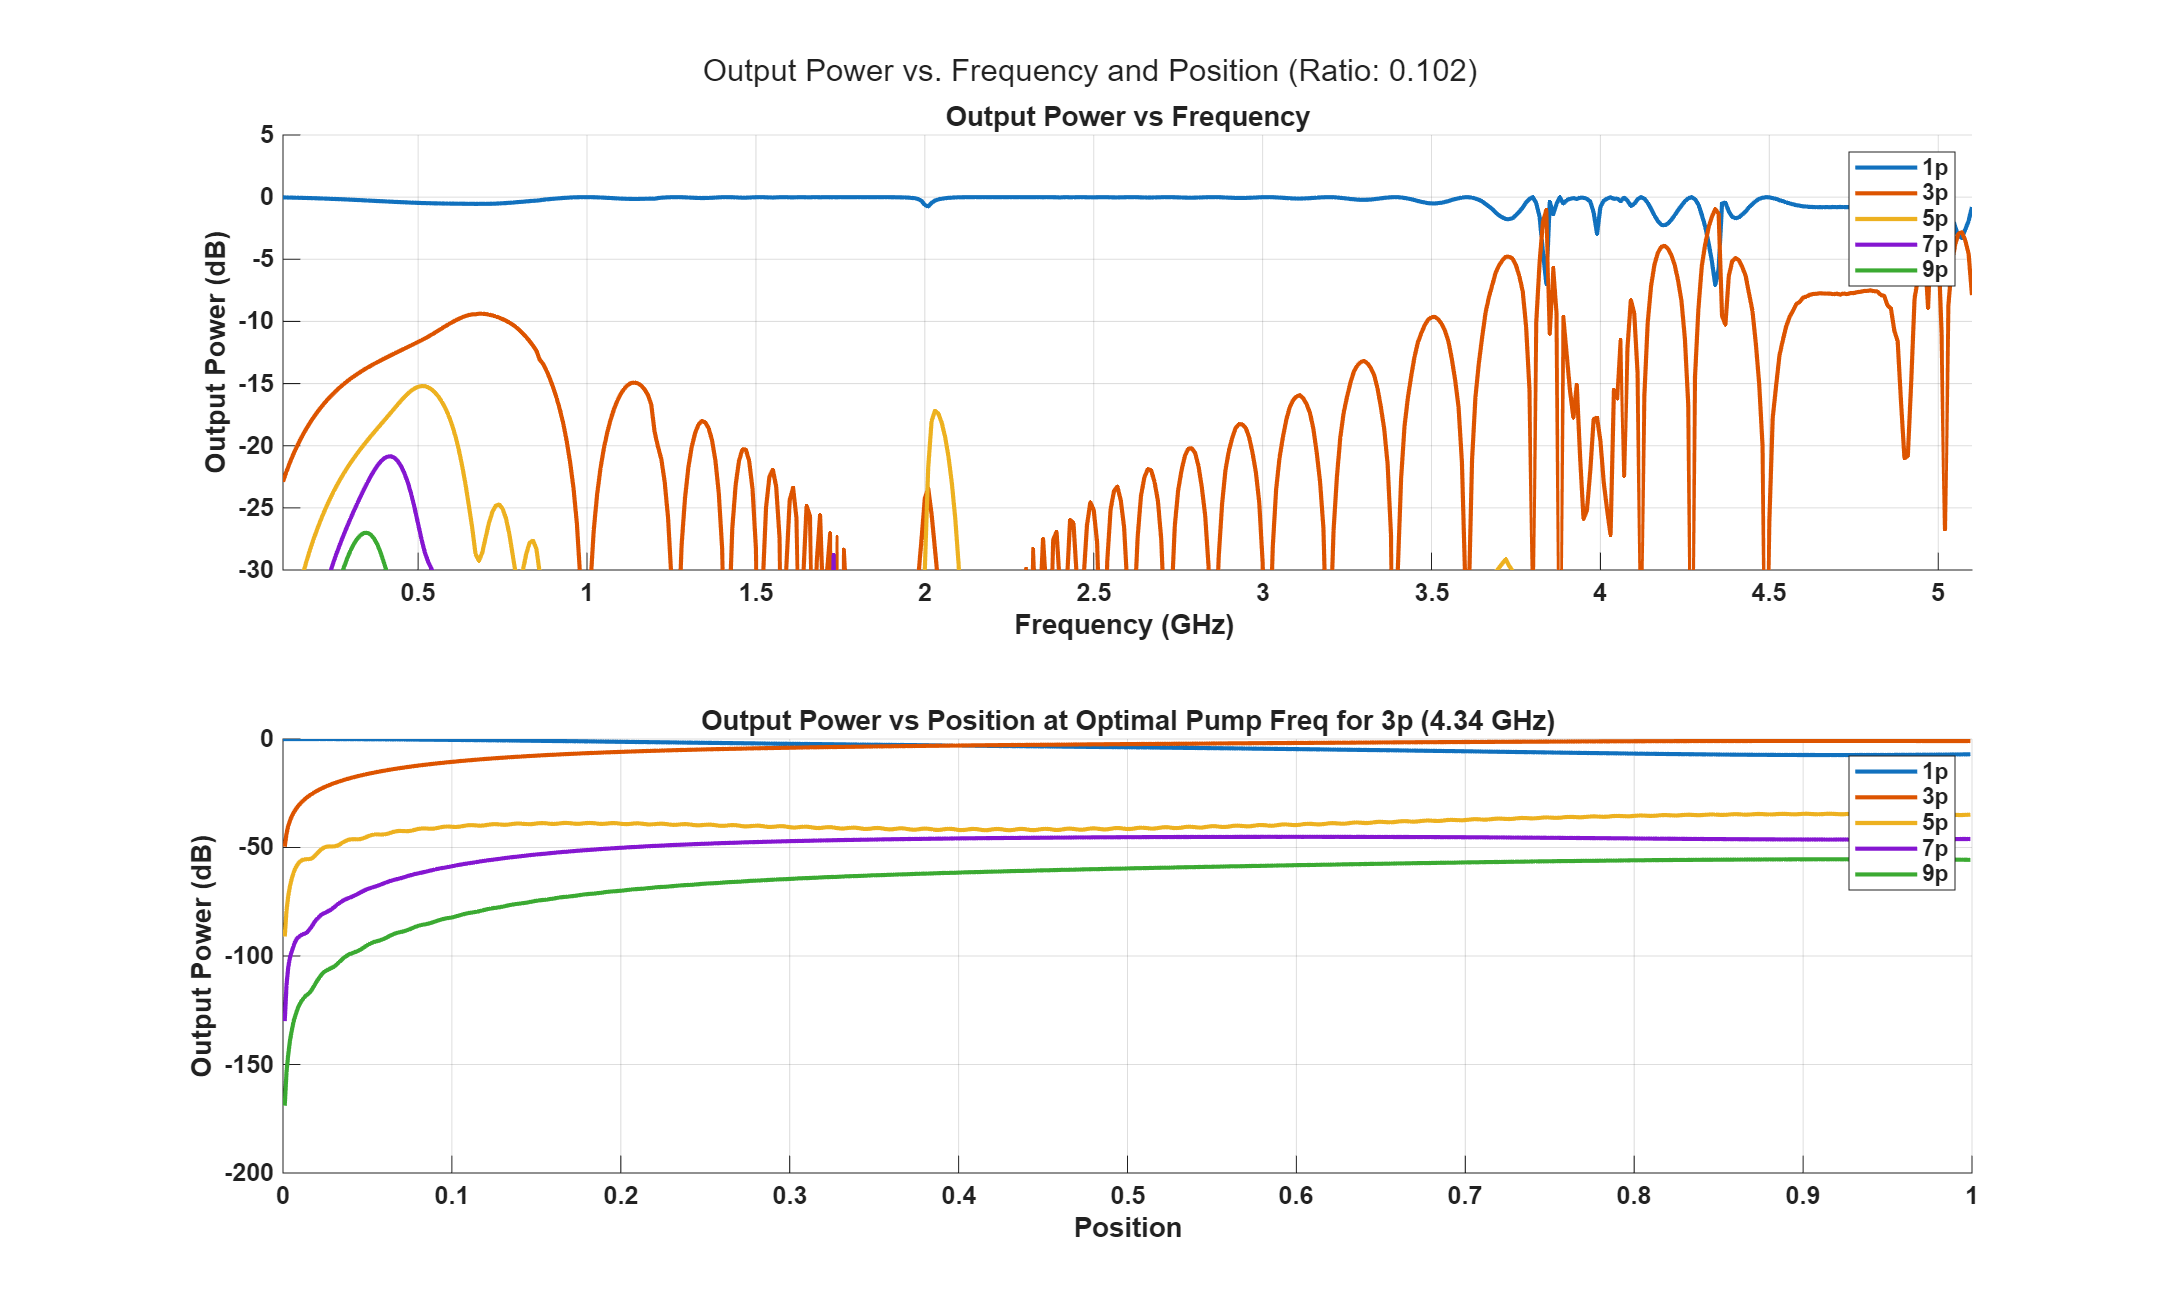 Output Power vs. Frequency and Position (Ratio: 0.102)
Output Power vs Frequency
5
0
-5
-10
-15
-20
-25
-30
Output Power (dB)
0.5 1 1.5 2 2.5 3 3.5 4 4.5 5
Frequency (GHz)
1p
3p
5p
7p
9p
Output Power vs Position at Optimal Pump Freq for 3p (4.34 GHz)
0
-50
-100
-150
-200
Output Power (dB)
0 0.1 0.2 0.3 0.4 0.5 0.6 0.7 0.8 0.9 1
Position
1p
3p
5p
7p
9p